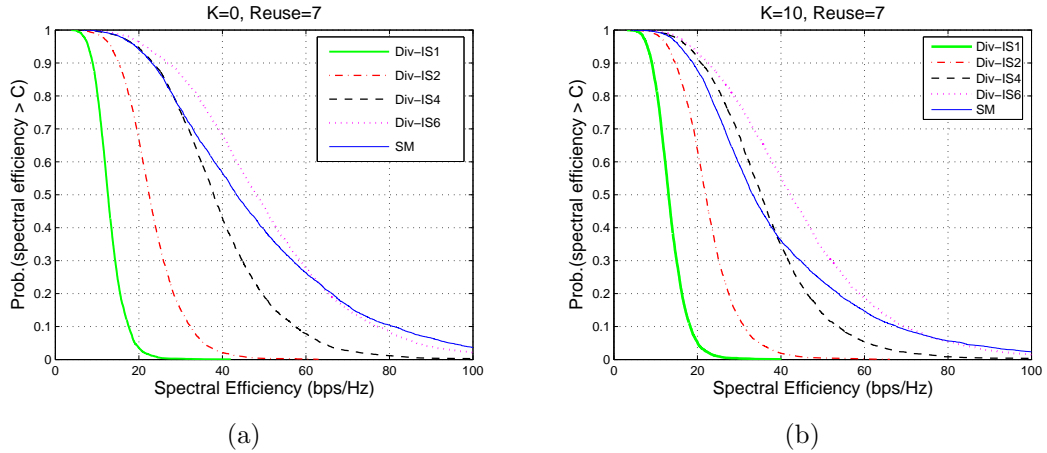 K=0, Reuse=7
Prob.(spectral efficiency > C)
1
0.9
0.8
0.7
0.6
0.5
0.4
0.3
0.2
0.1
0
0 20 40 60 80 100
Spectral Efficiency (bps/Hz)
Div-IS1
Div-IS2
Div-IS4
Div-IS6
SM
(a)
K=10, Reuse=7
Prob.(spectral efficiency > C)
1
0.9
0.8
0.7
0.6
0.5
0.4
0.3
0.2
0.1
0
0 20 40 60 80 100
Spectral Efficiency (bps/Hz)
Div-IS1
Div-IS2
Div-IS4
Div-IS6
SM
(b)